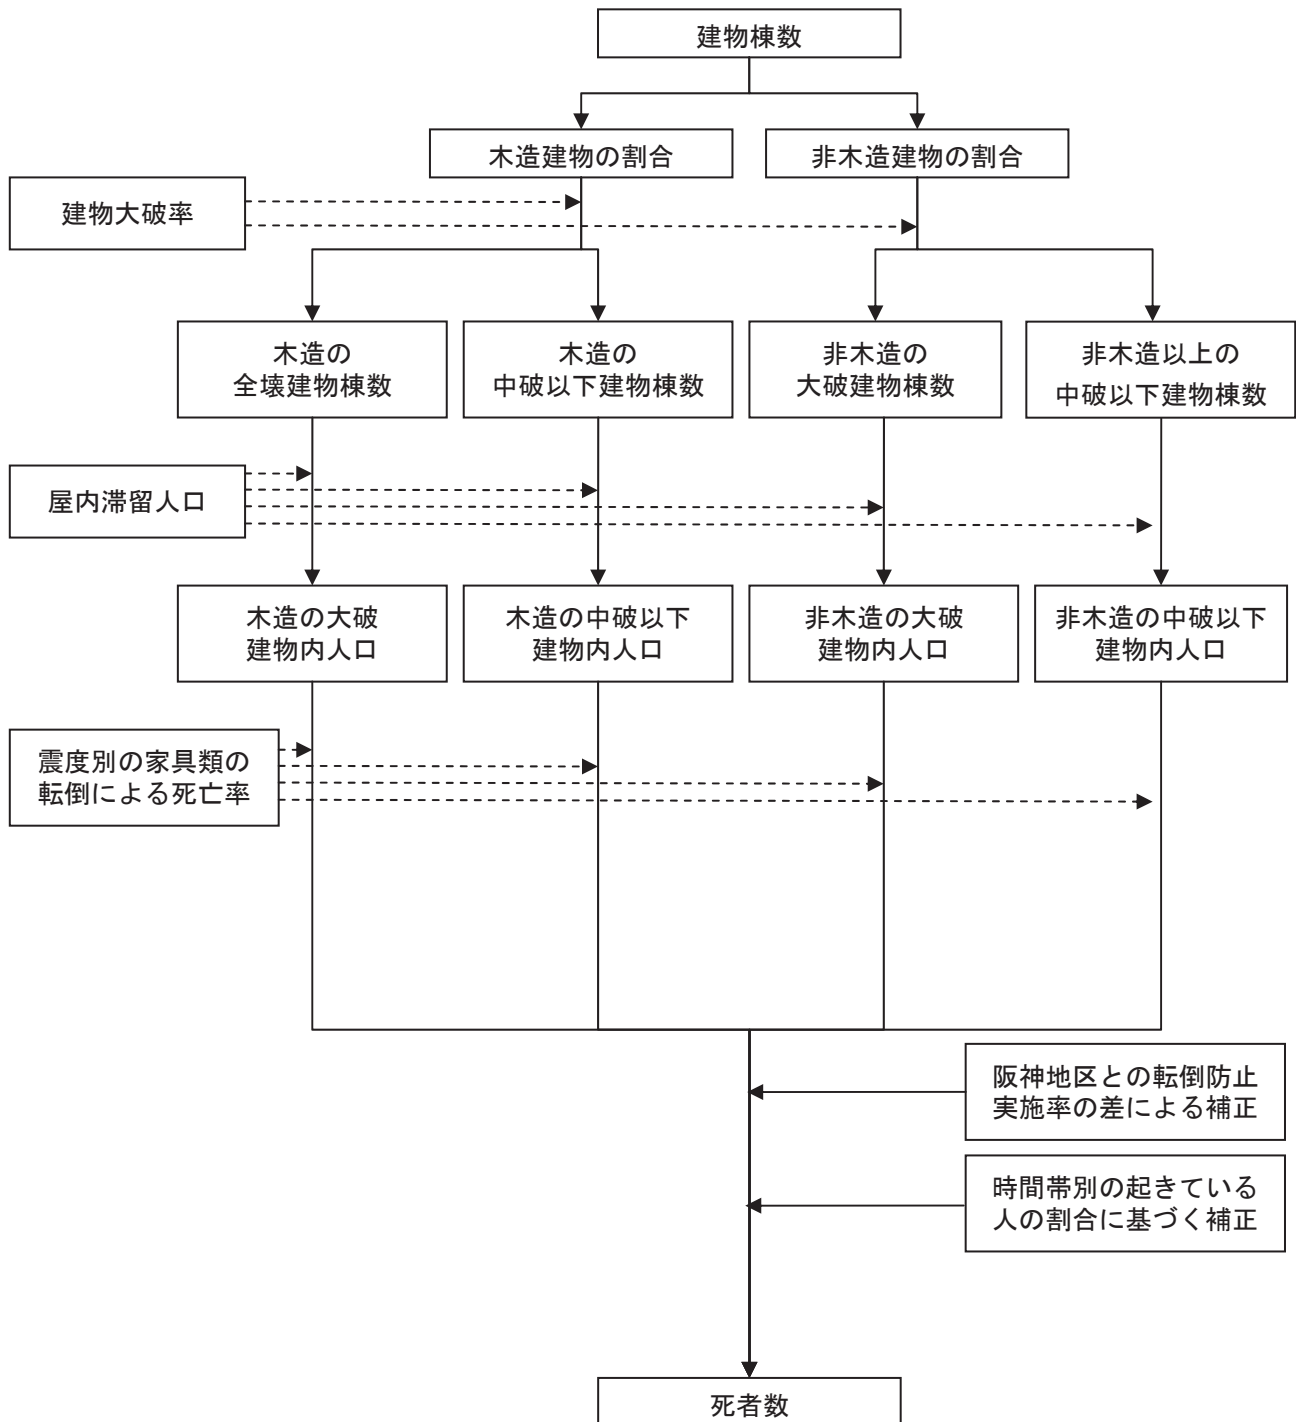 建物棟数
木造建物の割合
非木造建物の割合
建物大破率
木造の
全壊建物棟数
木造の
中破以下建物棟数
非木造の
大破建物棟数
非木造以上の
中破以下建物棟数
屋内滞留人口
木造の大破
建物内人口
木造の中破以下
建物内人口
非木造の大破
建物内人口
非木造の中破以下
建物内人口
震度別の家具類の
転倒による死亡率
阪神地区との転倒防止
実施率の差による補正
時間帯別の起きている
人の割合に基づく補正
死者数